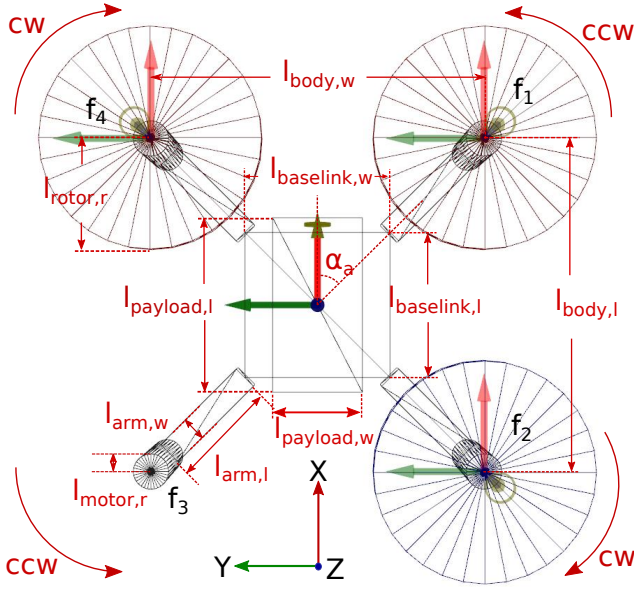 cw
ccw
l_body,w
f_4
f_1
l_baselink,w
l_rotor,r
α_a
l_payload,l
l_baselink,l
l_body,l
l_arm,w
l_payload,w
f_2
l_arm,l
l_motor,r
f_3
X
ccw
Y
Z
cw